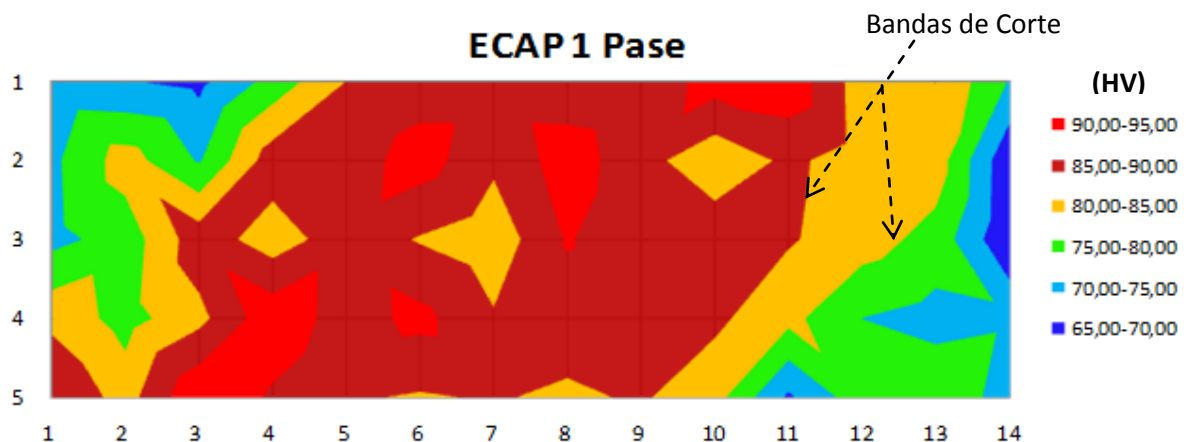 Bandas de Corte
ECAP 1 Pase
(HV)
90,00-95,00
85,00-90,00
80,00-85,00
75,00-80,00
70,00-75,00
65,00-70,00
1
2
3
4
5
1 2 3 4 5 6 7 8 9 10 11 12 13 14